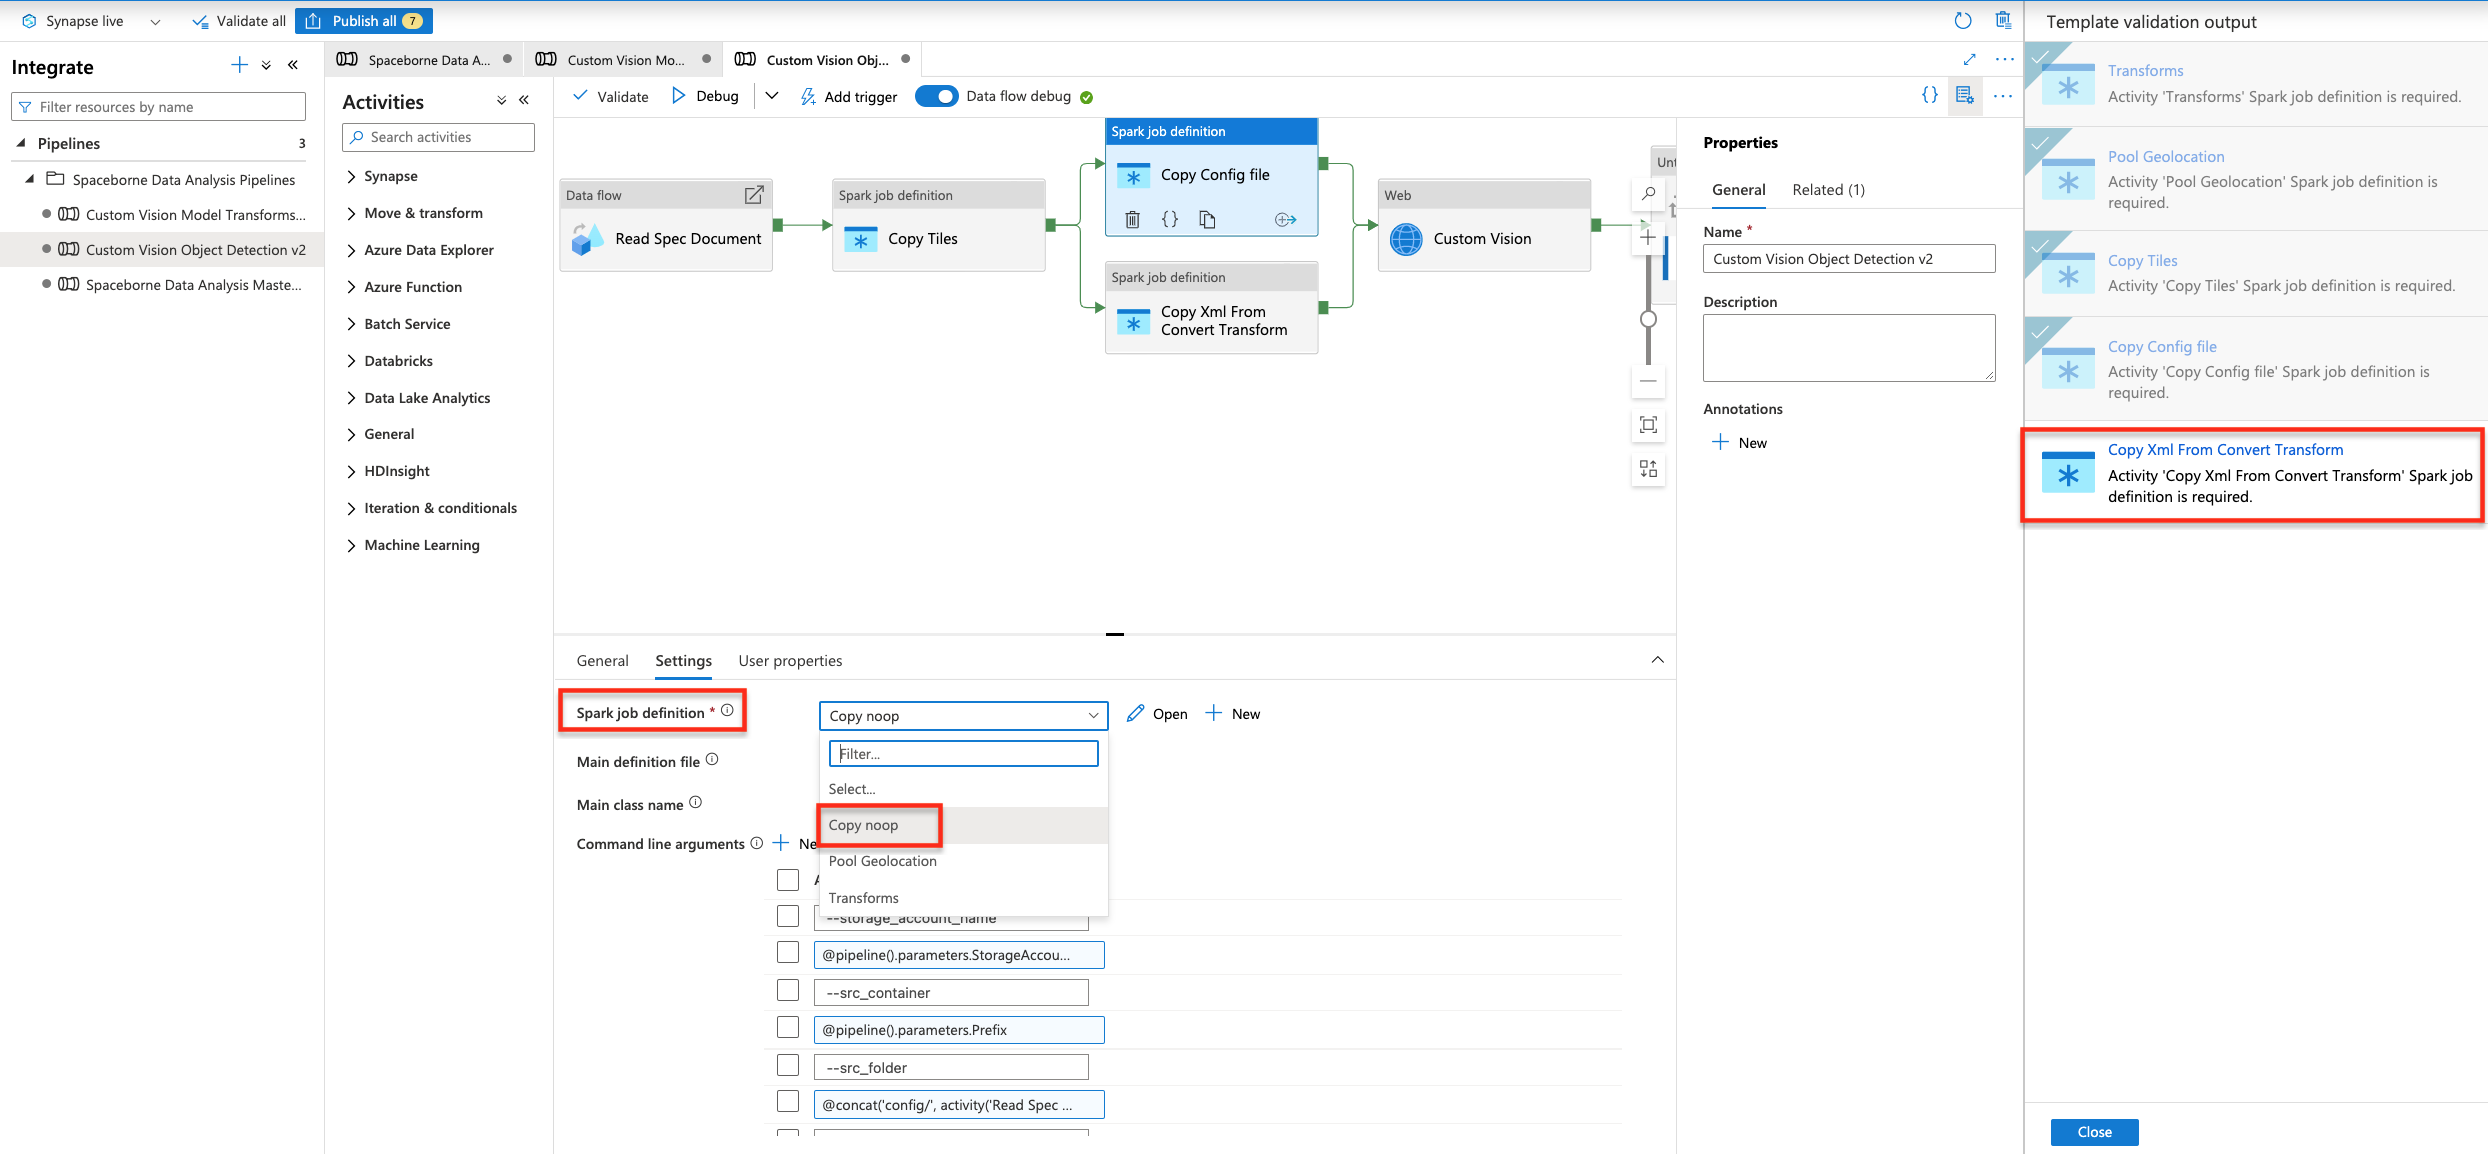 Synapse live
Validate all
Publish all 7
Integrate
Filter resources by name
Pipelines 3
Spaceborne Data Analysis Pipelines
Custom Vision Model Transforms...
Custom Vision Object Detection v2
Spaceborne Data Analysis Maste...
Spaceborne Data A...
Custom Vision Mo...
Custom Vision Obj...
Activities
Search activities
Synapse
Move & transform
Azure Data Explorer
Azure Function
Batch Service
Databricks
Data Lake Analytics
General
HDInsight
Iteration & conditionals
Machine Learning
Validate
Debug
Add trigger
Data flow debug
Data flow
Read Spec Document
Spark job definition
Copy Tiles
Spark job definition
Copy Config file
Spark job definition
Copy Xml From
Convert Transform
Web
Custom Vision
Unt
General
Settings
User properties
Spark job definition *
Copy noop
Open
New
Filter...
Select...
Copy noop
Pool Geolocation
Transforms
Main definition file
Main class name
Command line arguments
Ne
--storage_account_name
@pipeline().parameters.StorageAccou...
--src_container
@pipeline().parameters.Prefix
--src_folder
@concat('config/', activity('Read Spec ...
Properties
General
Related (1)
Name *
Custom Vision Object Detection v2
Description
Annotations
New
Template validation output
Transforms
Activity 'Transforms' Spark job definition is required.
Pool Geolocation
Activity 'Pool Geolocation' Spark job definition is
required.
Copy Tiles
Activity 'Copy Tiles' Spark job definition is required.
Copy Config file
Activity 'Copy Config file' Spark job definition is
required.
Copy Xml From Convert Transform
Activity 'Copy Xml From Convert Transform' Spark job
definition is required.
Close